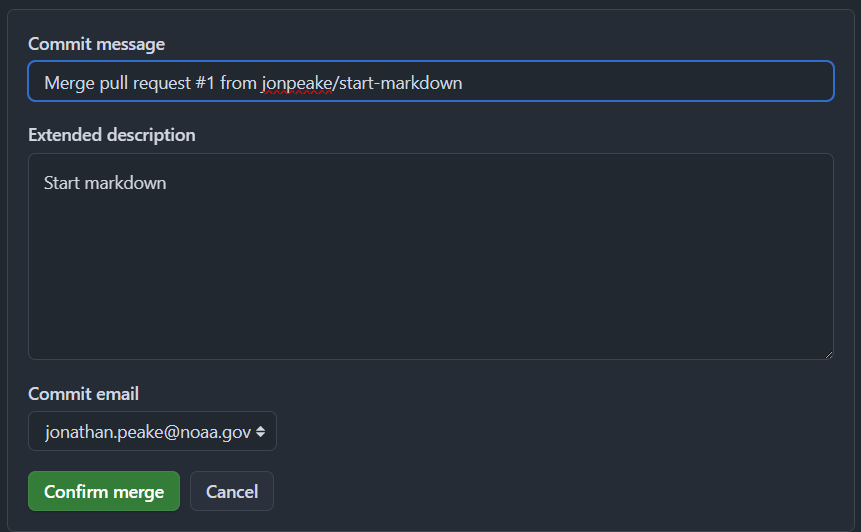 Commit message
Merge pull request #1 from jonpeake/start-markdown
Extended description
Start markdown
Commit email
jonathan.peake@noaa.gov
Confirm merge
Cancel